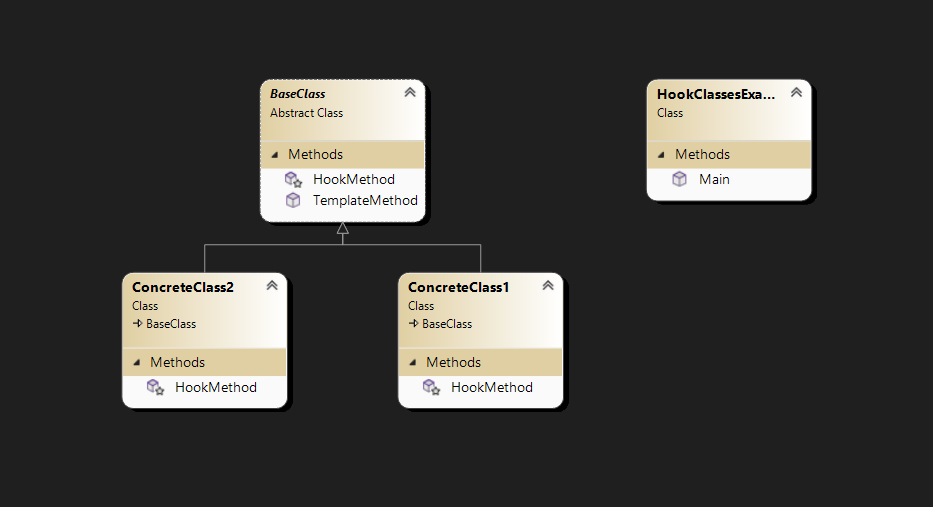 BaseClass
Abstract Class
Methods
HookMethod
TemplateMethod
HookClassesExa...
Class
Methods
Main
ConcreteClass2
Class
BaseClass
Methods
HookMethod
ConcreteClass1
Class
BaseClass
Methods
HookMethod